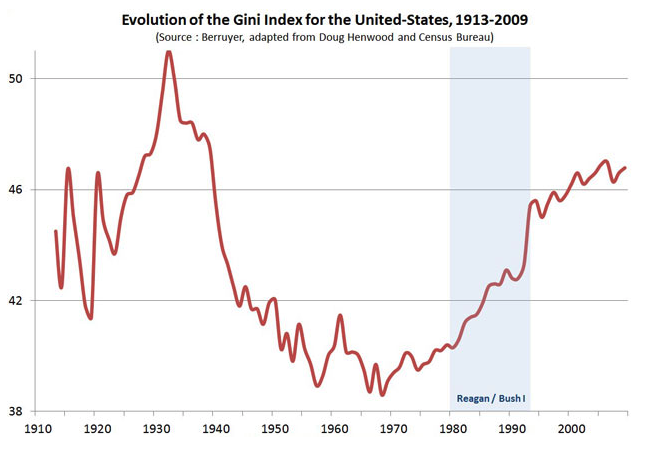 Evolution of the Gini Index for the United-States, 1913-2009
(Source : Berruyer, adapted from Doug Henwood and Census Bureau)
50
46
42
38
Reagan / Bush I
1910 1920 1930 1940 1950 1960 1970 1980 1990 2000